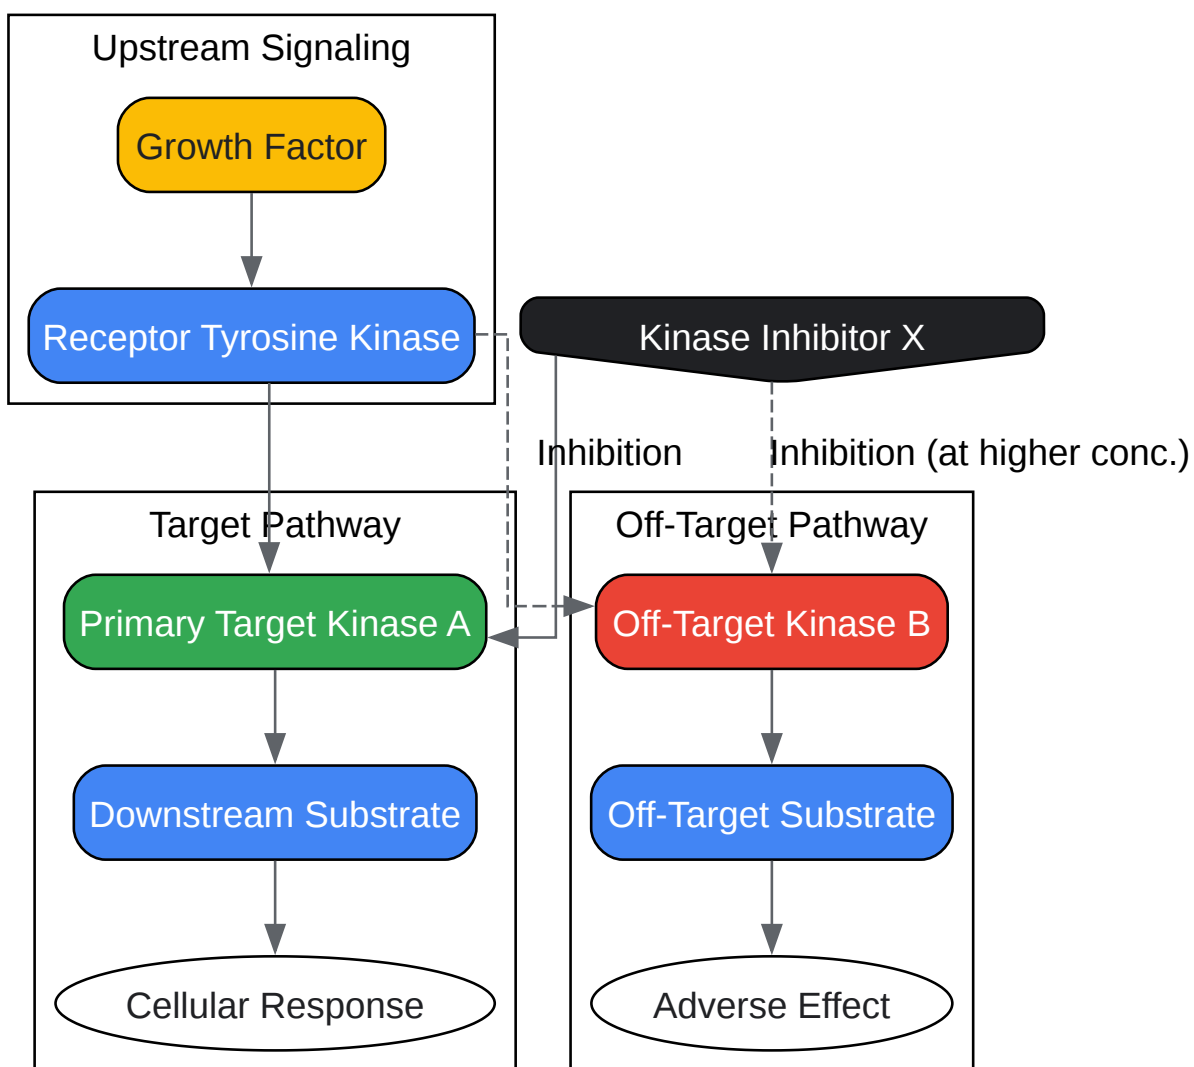 Upstream Signaling
Growth Factor
Receptor Tyrosine Kinase
Kinase Inhibitor X
Inhibition
Inhibition (at higher conc.)
Target Pathway
Off-Target Pathway
Primary Target Kinase A
Off-Target Kinase B
Downstream Substrate
Off-Target Substrate
Cellular Response
Adverse Effect